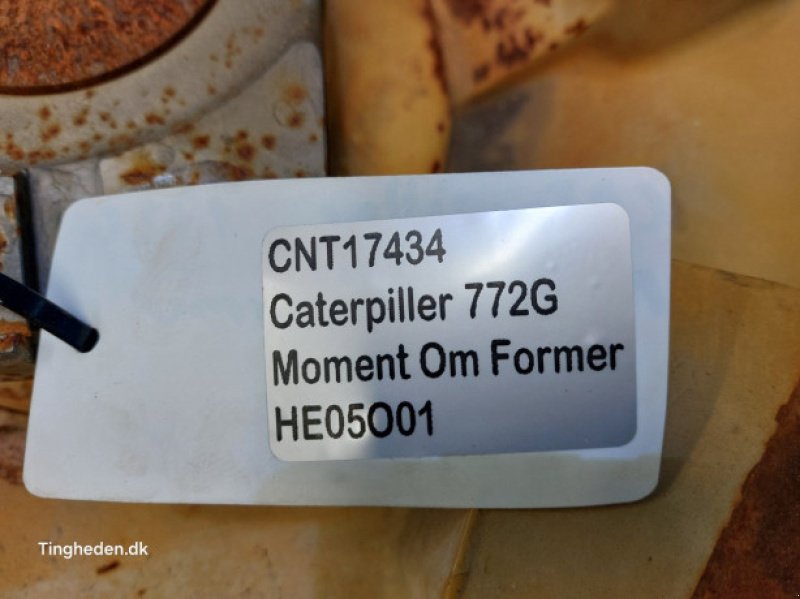 CNT17434
Caterpiller 772G
Moment Om Former
HE05O01
Tingheden.dk